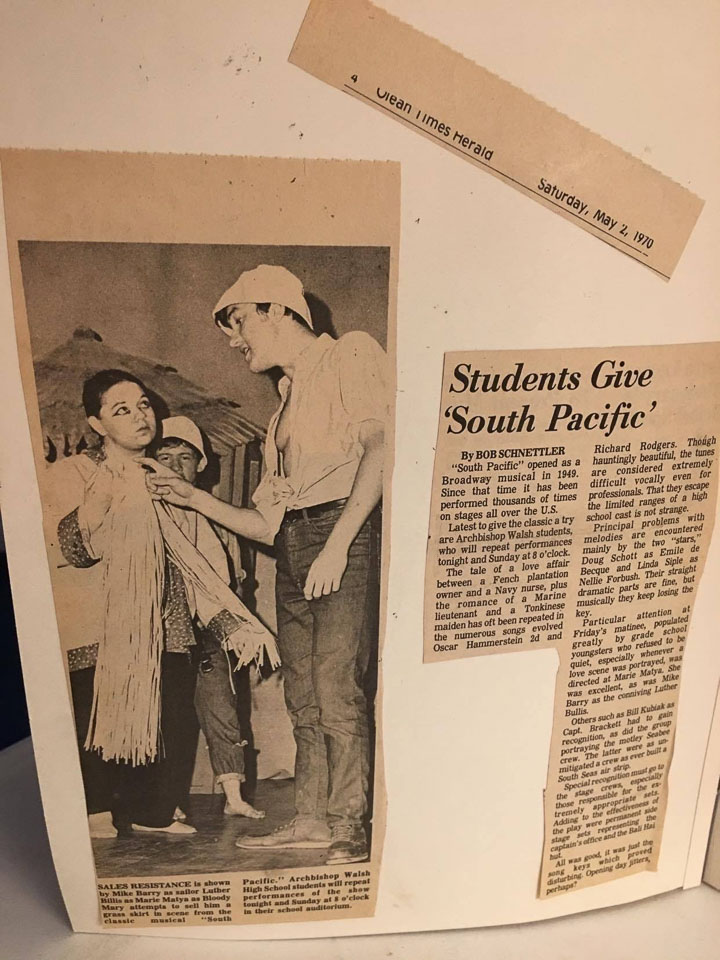 4 Olean Times Herald Saturday, May 2, 1970
Students Give
'South Pacific'
By BOB SCHNETTLER
"South Pacific" opened as a
Broadway musical in 1949.
Since that time it has been
performed thousands of times
on stages all over the U.S.
Latest to give the classic a try
are Archbishop Walsh students,
who will repeat performances
tonight and Sunday at 8 o'clock.
The tale of a love affair
between a Fench plantation
owner and a Navy nurse, plus
the romance of a Marine
lieutenant and a Tonkinese
maiden has oft been repeated in
the numerous songs evolved
Oscar Hammerstein 2d and
Richard Rodgers. Though
hauntingly beautiful, the tunes
are considered extremely
difficult vocally even for
professionals. That they escape
the limited ranges of a high
school cast is not strange.
Principal problems with
melodies are encountered
mainly by the two "stars,"
Doug Schott as Emile de
Becque and Linda Siple as
Nellie Forbush. Their straight
dramatic parts are fine, but
musically they keep losing the
key.
Particular attention at
Friday's matinee, populated
greatly by grade school
youngsters who refused to be
quiet, especially whenever a
love scene was portrayed, was
directed at Marie Matya. She
was excellent, as was Mike
Barry as the conniving Luther
Bullis.
Others such as Bill Kubiak as
Capt. Brackett had to gain
recognition, as did the group
portraying the motley Seabee
crew. The latter were as un-
mitigated a crew as ever built a
South Seas air strip.
Special recognition must go to
the stage crews, especially
those responsible for the ex-
tremely appropriate sets.
Adding to the effectiveness of
the play were permanent side
stage sets representing the
captain's office and the Bali Hai
hut.
All was good, it was just the
song keys which proved
disturbing. Opening day jitters,
perhaps?
SALES RESISTANCE is shown
by Mike Barry as sailor Luther
Billis as Marie Matya as Bloody
Mary attempts to sell him a
grass skirt in scene from the
classic musical "South
Pacific." Archbishop Walsh
High School students will repeat
performances of the show
tonight and Sunday at 8 o'clock
in their school auditorium.